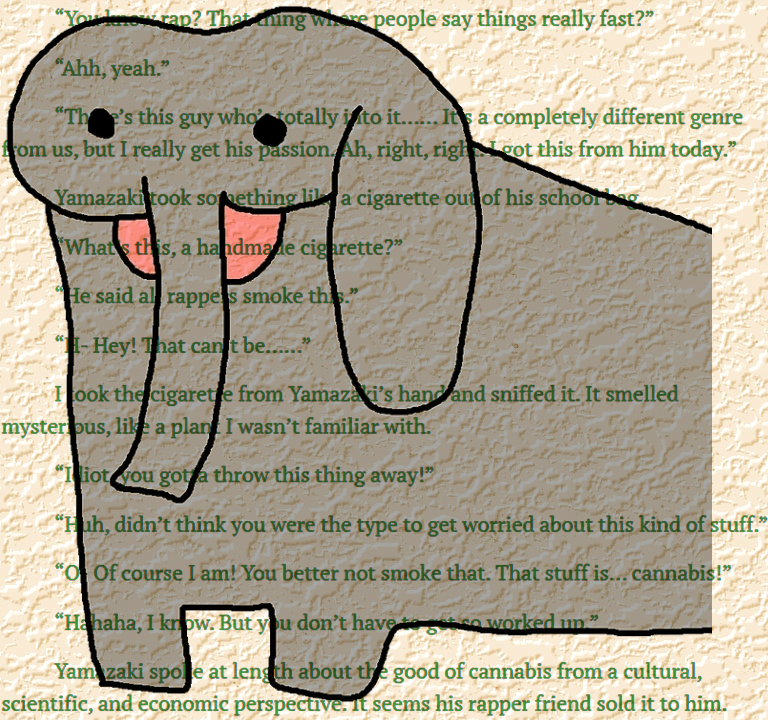 “You know rap? That thing where people say things really fast?”
“Ahh, yeah.”
“There’s this guy who’s totally into it…… It’s a completely different genre
from us, but I really get his passion. Ah, right, right. I got this from him today.”
Yamazaki took something like a cigarette out of his school bag.
“What’s this, a handmade cigarette?”
“He said all rappers smoke this.”
“H- Hey! That can’t be……”
I took the cigarette from Yamazaki’s hand and sniffed it. It smelled
mysterious, like a plant I wasn’t familiar with.
“Idiot, you gotta throw this thing away!”
“Huh, didn’t think you were the type to get worried about this kind of stuff.”
“O- Of course I am! You better not smoke that. That stuff is… cannabis!”
“Hahaha, I know. But you don’t have to get so worked up.”
Yamazaki spoke at length about the good of cannabis from a cultural,
scientific, and economic perspective. It seems his rapper friend sold it to him.